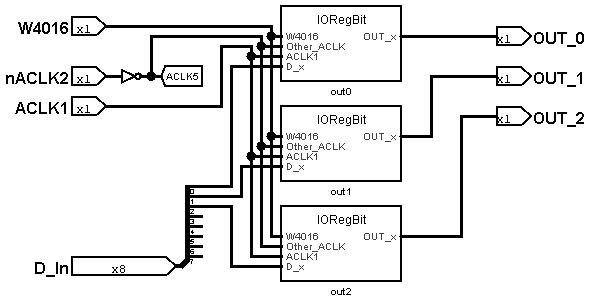 W4016 x1
nACLK2 x1
ACLK5
ACLK1 x1
D_In x8
0
1
2
3
4
5
6
7
IORegBit
W4016 OUT_x
Other_ACLK
ACLK1
D_x
out0
IORegBit
W4016 OUT_x
Other_ACLK
ACLK1
D_x
out1
IORegBit
W4016 OUT_x
Other_ACLK
ACLK1
D_x
out2
x1 OUT_0
x1 OUT_1
x1 OUT_2